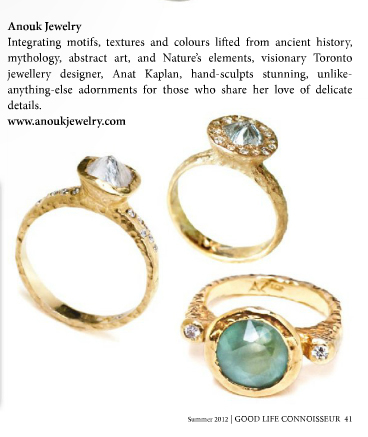 Anouk Jewelry
Integrating motifs, textures and colours lifted from ancient history,
mythology, abstract art, and Nature's elements, visionary Toronto
jewellery designer, Anat Kaplan, hand-sculpts stunning, unlike-
anything-else adornments for those who share her love of delicate
details.
www.anoukjewelry.com
Summer 2012 | GOOD LIFE CONNOISSEUR 41